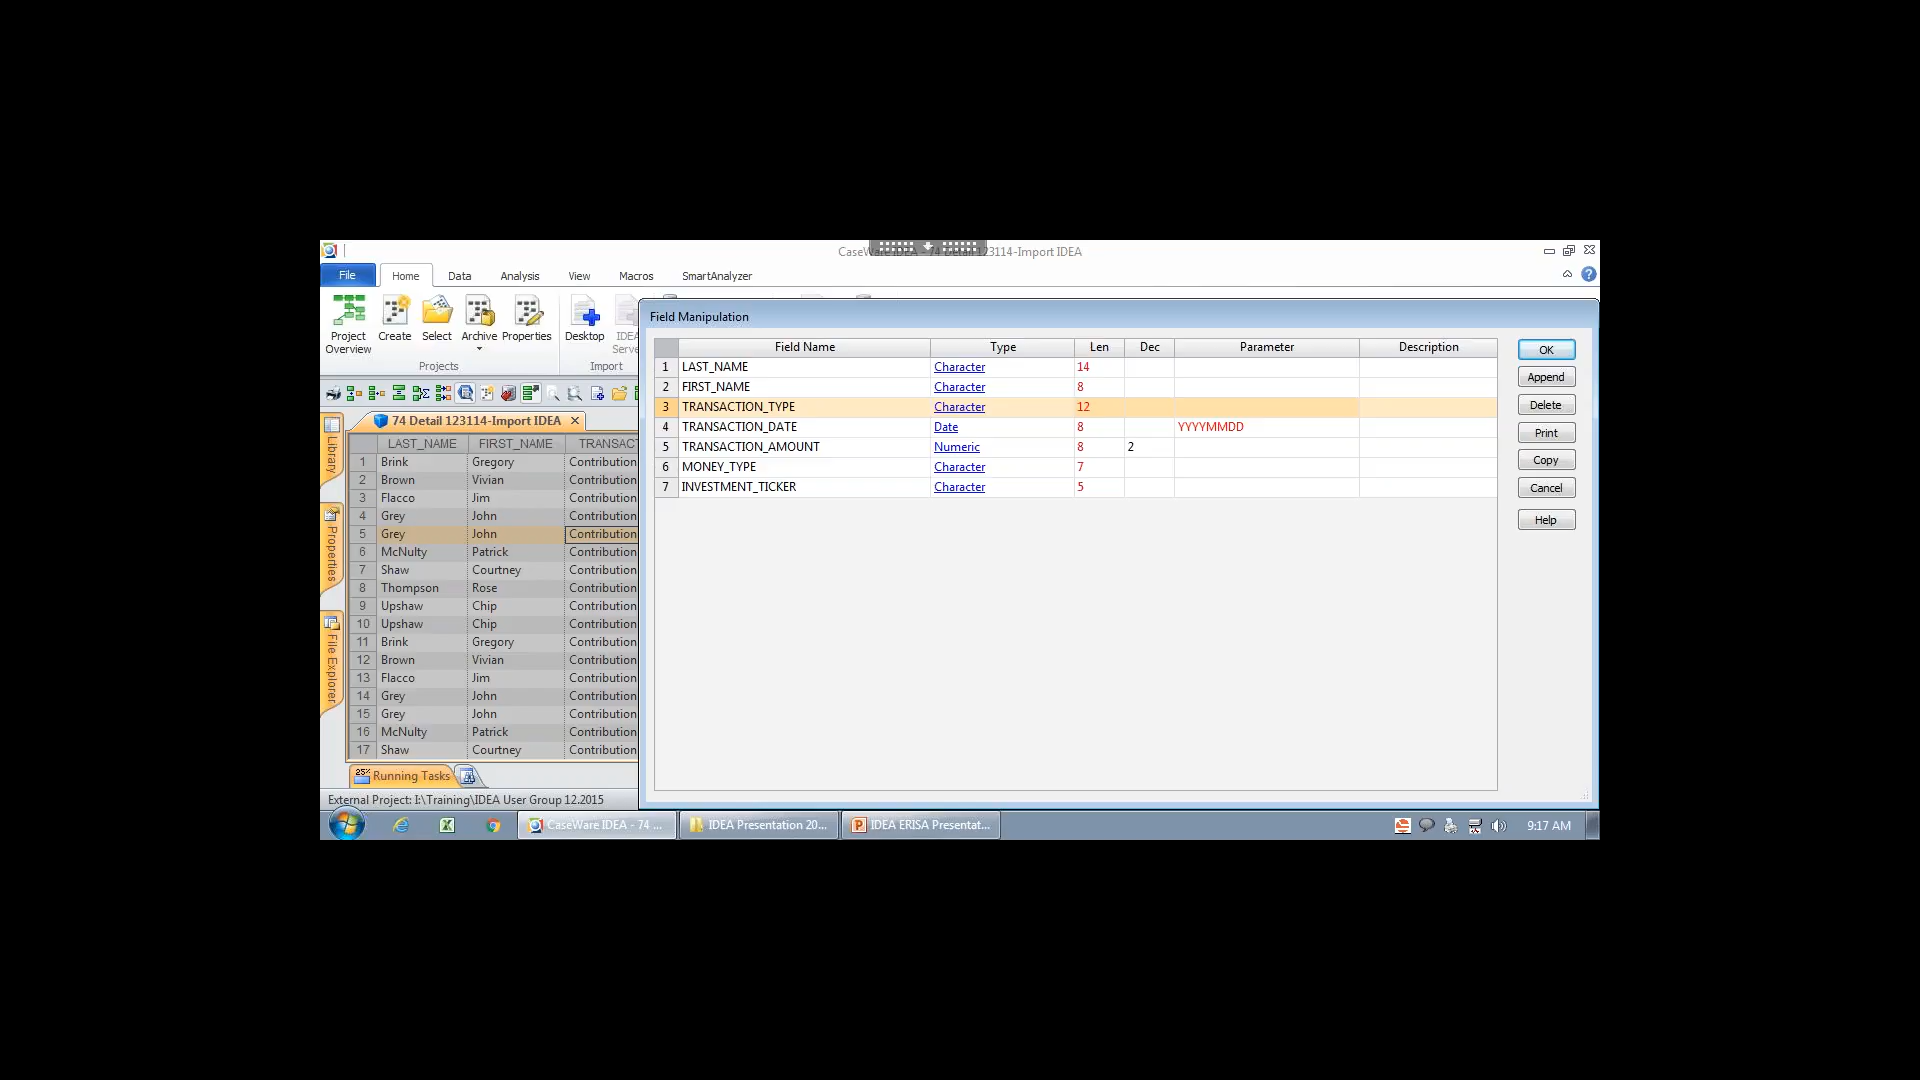 CaseWare IDEA - 74 Detail 123114-Import IDEA
File Home Data Analysis View Macros SmartAnalyzer
Project Overview Create Select Archive Properties Desktop IDEA
Projects Import
74 Detail 123114-Import IDEA
Library
Properties
File Explorer
LAST_NAME FIRST_NAME TRANSACT
1 Brink Gregory Contribution
2 Brown Vivian Contribution
3 Flacco Jim Contribution
4 Grey John Contribution
5 Grey John Contribution
6 McNulty Patrick Contribution
7 Shaw Courtney Contribution
8 Thompson Rose Contribution
9 Upshaw Chip Contribution
10 Upshaw Chip Contribution
11 Brink Gregory Contribution
12 Brown Vivian Contribution
13 Flacco Jim Contribution
14 Grey John Contribution
15 Grey John Contribution
16 McNulty Patrick Contribution
17 Shaw Courtney Contribution
25% Running Tasks
External Project: I:\Training\IDEA User Group 12.2015
Field Manipulation
Field Name Type Len Dec Parameter Description
1 LAST_NAME Character 14
2 FIRST_NAME Character 8
3 TRANSACTION_TYPE Character 12
4 TRANSACTION_DATE Date 8 YYYYMMDD
5 TRANSACTION_AMOUNT Numeric 8 2
6 MONEY_TYPE Character 7
7 INVESTMENT_TICKER Character 5
OK
Append
Delete
Print
Copy
Cancel
Help
CaseWare IDEA - 74 ... IDEA Presentation 20... IDEA ERISA Presentat... 9:17 AM